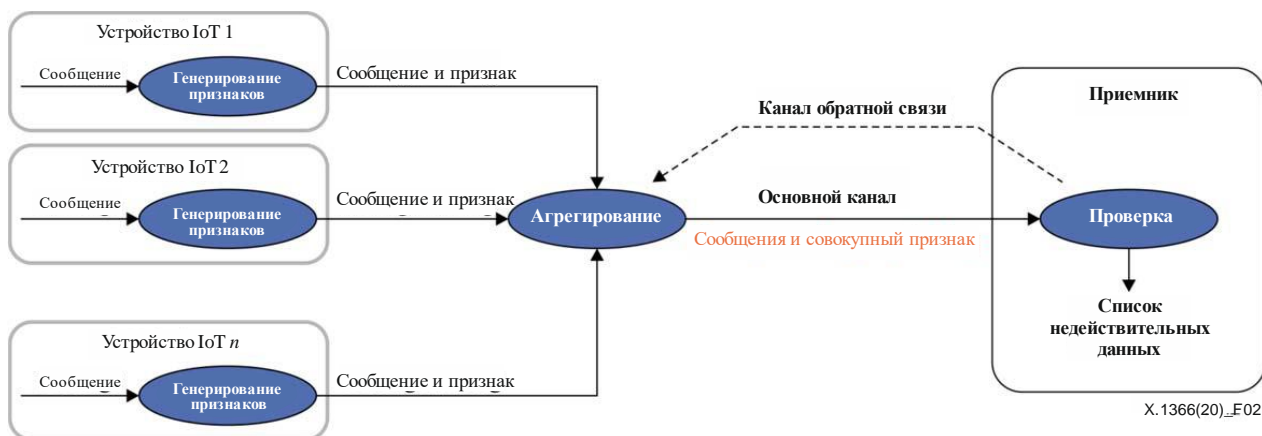 Устройство IoT 1
Сообщение
Генерирование
признаков
Сообщение и признак
Устройство IoT 2
Сообщение
Генерирование
признаков
Сообщение и признак
Устройство IoT n
Сообщение
Генерирование
признаков
Сообщение и признак
Агрегирование
Канал обратной связи
Основной канал
Сообщения и совокупный признак
Приемник
Проверка
Список
недействительных
данных
X.1366(20)_F02